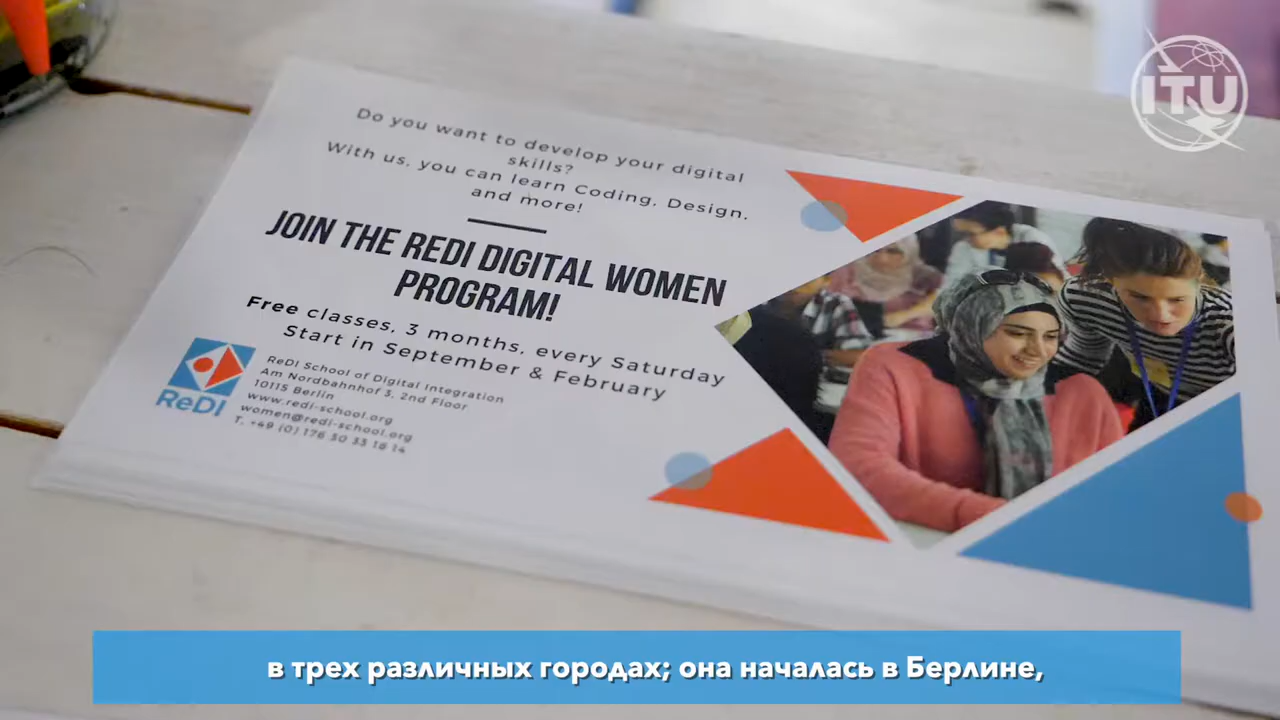 ITU
Do you want to develop your digital
skills?
With us, you can learn Coding, Design,
and more!
JOIN THE REDI DIGITAL WOMEN
PROGRAM!
Free classes, 3 months, every Saturday
Start in September & February
ReDI
ReDI School of Digital Integration
Am Nordbahnhof 3, 2nd Floor
10115 Berlin
www.redi-school.org
women@redi-school.org
T. +49 (0) 176 30 33 18 14
в трех различных городах; она началась в Берлине,